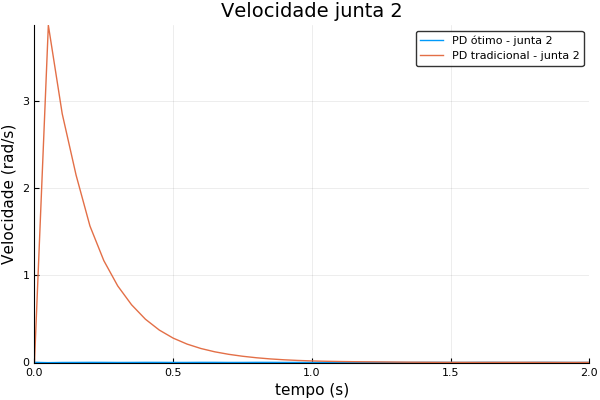 Velocidade junta 2
PD ótimo - junta 2
PD tradicional - junta 2
Velocidade (rad/s)
3
2
1
0
0.0 0.5 1.0 1.5 2.0
tempo (s)